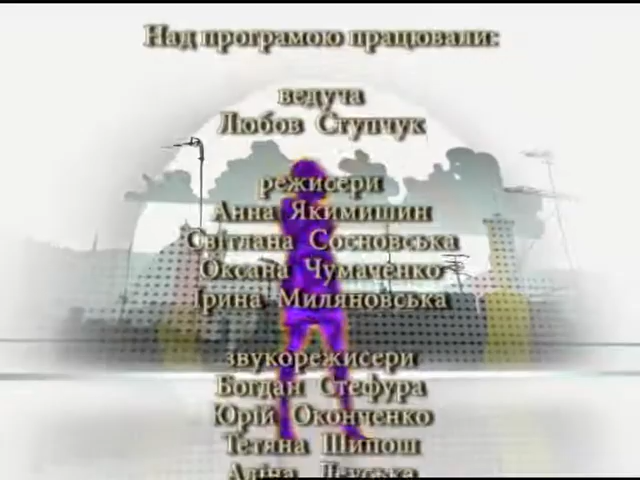 Над програмою працювали:
ведуча
Любов Ступчук
режисери
Анна Якимишин
Світлана Сосновська
Оксана Чумаченко
Ірина Миляновська
звукорежисери
Богдан Стефура
Юрій Оконченко
Тетяна Шипош
Аліна